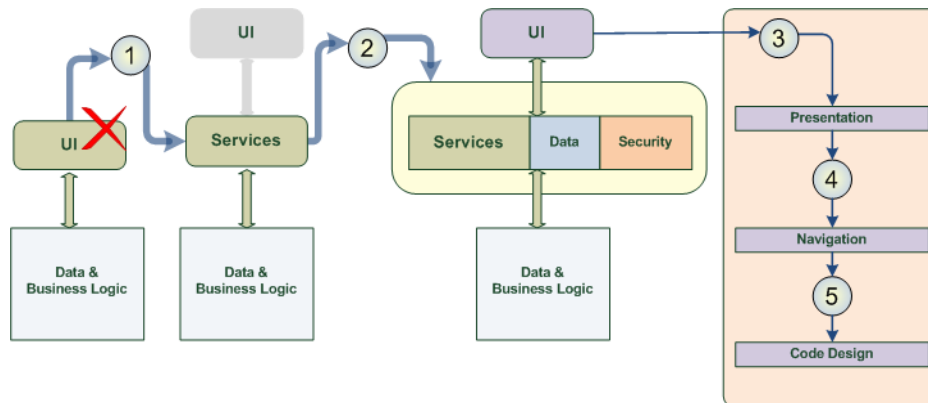 UI
1
2
UI
3
UI
Services
Services
Data
Security
Presentation
4
Navigation
5
Code Design
Data &
Business Logic
Data &
Business Logic
Data &
Business Logic